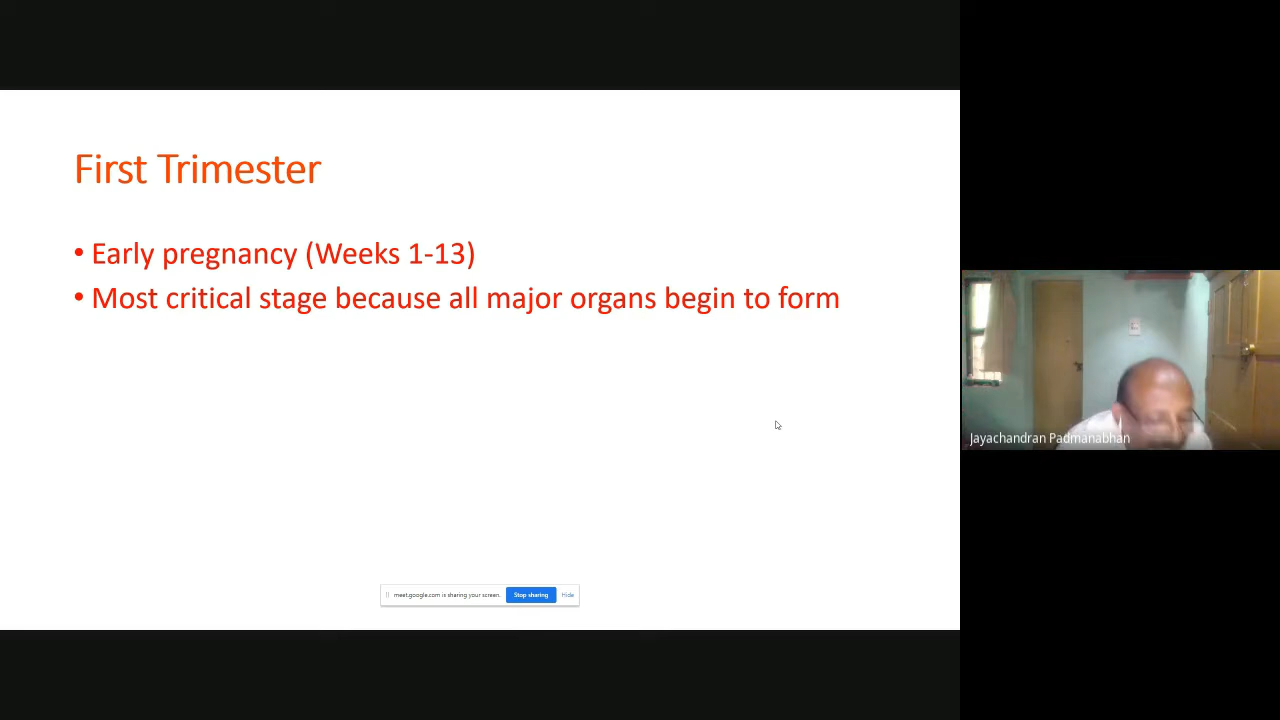 First Trimester
• Early pregnancy (Weeks 1-13)
• Most critical stage because all major organs begin to form
Jayachandran Padmanabhan
meet.google.com is sharing your screen. Stop sharing Hide